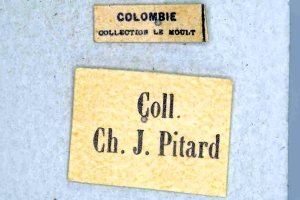 COLOMBIE
COLLECTION LE MOULT
Coll.
Ch. J. Pitard